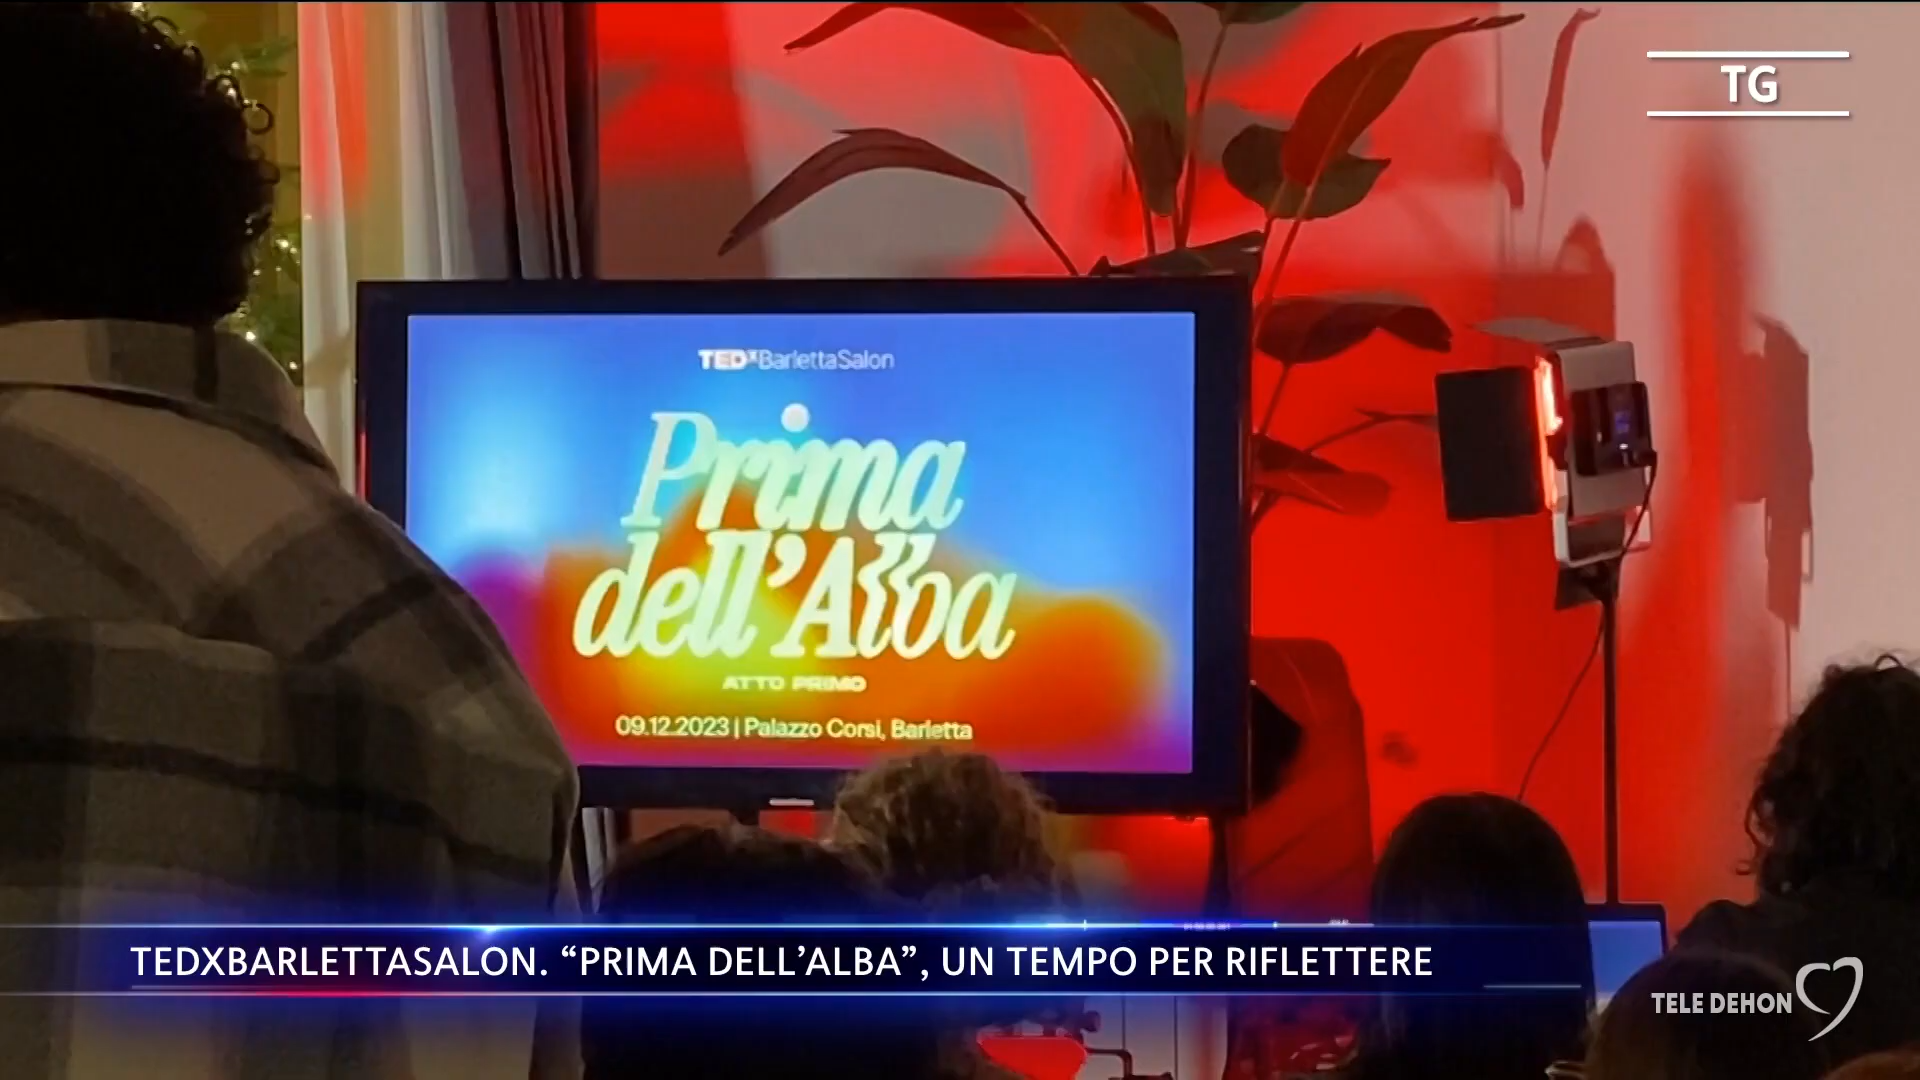 TG
TEDxBarlettaSalon
Prima
dell'Alba
ATTO PRIMO
09.12.2023 | Palazzo Corsi, Barletta
TEDXBARLETTASALON. “PRIMA DELL’ALBA”, UN TEMPO PER RIFLETTERE
TELE DEHON